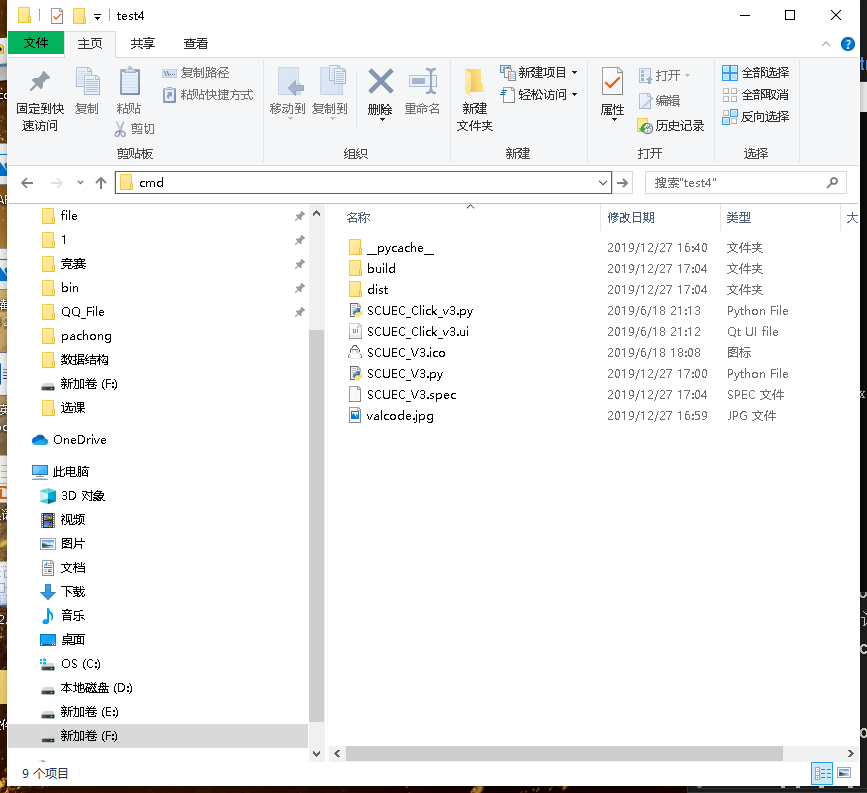 test4
文件 主页 共享 查看
固定到快速访问 复制 粘贴 复制路径 粘贴快捷方式 剪切
移动到 复制到 删除 重命名
新建文件夹 新建项目 轻松访问
属性 打开 编辑 历史记录
全部选择 全部取消 反向选择
剪贴板 组织 新建 打开 选择
cmd 搜索"test4"
file
1
竞赛
bin
QQ_File
pachong
数据结构
新加卷 (F:)
选课
OneDrive
此电脑
3D 对象
视频
图片
文档
下载
音乐
桌面
OS (C:)
本地磁盘 (D:)
新加卷 (E:)
新加卷 (F:)
名称 修改日期 类型 大
__pycache__ 2019/12/27 16:40 文件夹
build 2019/12/27 17:04 文件夹
dist 2019/12/27 17:04 文件夹
SCUEC_Click_v3.py 2019/6/18 21:13 Python File
SCUEC_Click_v3.ui 2019/6/18 21:12 Qt UI file
SCUEC_V3.ico 2019/6/18 18:08 图标
SCUEC_V3.py 2019/12/27 17:00 Python File
SCUEC_V3.spec 2019/12/27 17:04 SPEC 文件
valcode.jpg 2019/12/27 16:59 JPG 文件
9 个项目